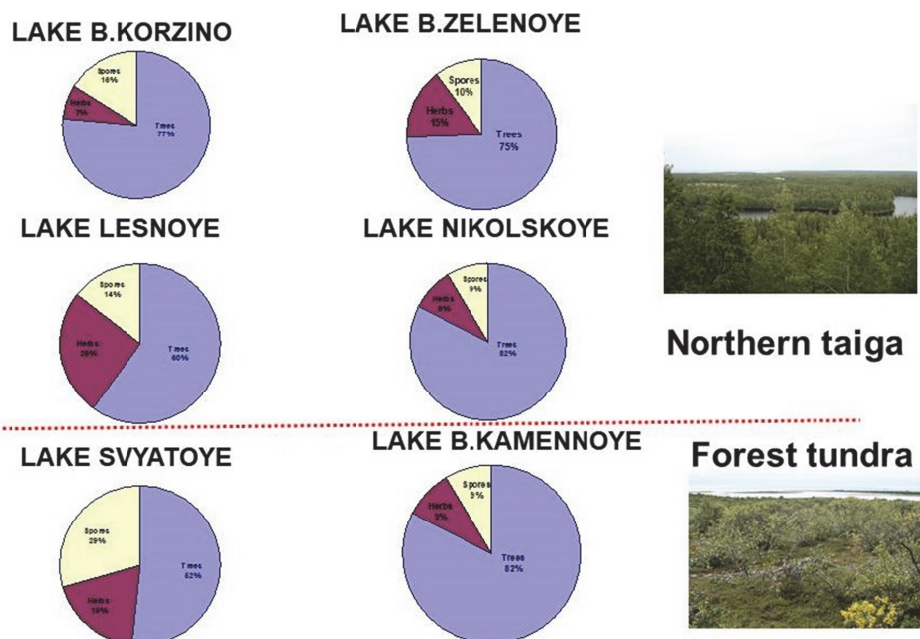 LAKE B.KORZINO
Spores
16%
Herbs
7%
Trees
77%
LAKE B.ZELENOYE
Spores
10%
Herbs
15%
Trees
75%
LAKE LESNOYE
Spores
14%
Herbs
Trees
60%
LAKE NIKOLSKOYE
Spores
9%
Herbs
9%
Trees
82%
Northern taiga
LAKE SVYATOYE
Spores
29%
Herbs
19%
Trees
52%
LAKE B.KAMENNOYE
Spores
9%
Herbs
9%
Trees
82%
Forest tundra